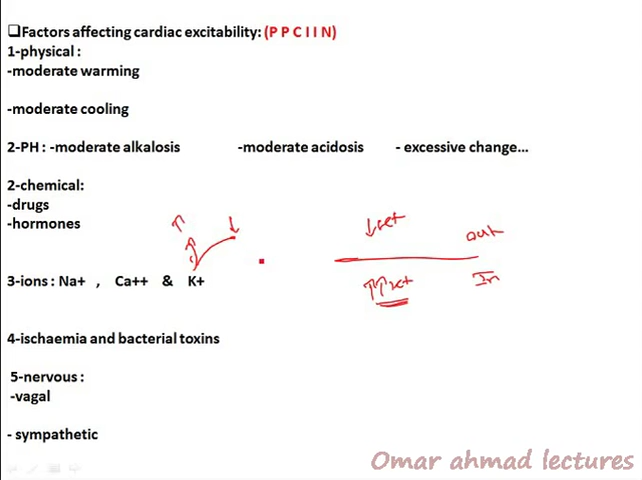 ❑Factors affecting cardiac excitability: (P P C I I N)
1-physical :
-moderate warming
-moderate cooling
2-PH : -moderate alkalosis -moderate acidosis - excessive change...
2-chemical:
-drugs
-hormones
↑ ↑ ↓
out
3-ions : Na+ , Ca++ & K+
In
4-ischaemia and bacterial toxins
5-nervous :
-vagal
- sympathetic
Omar ahmad lectures